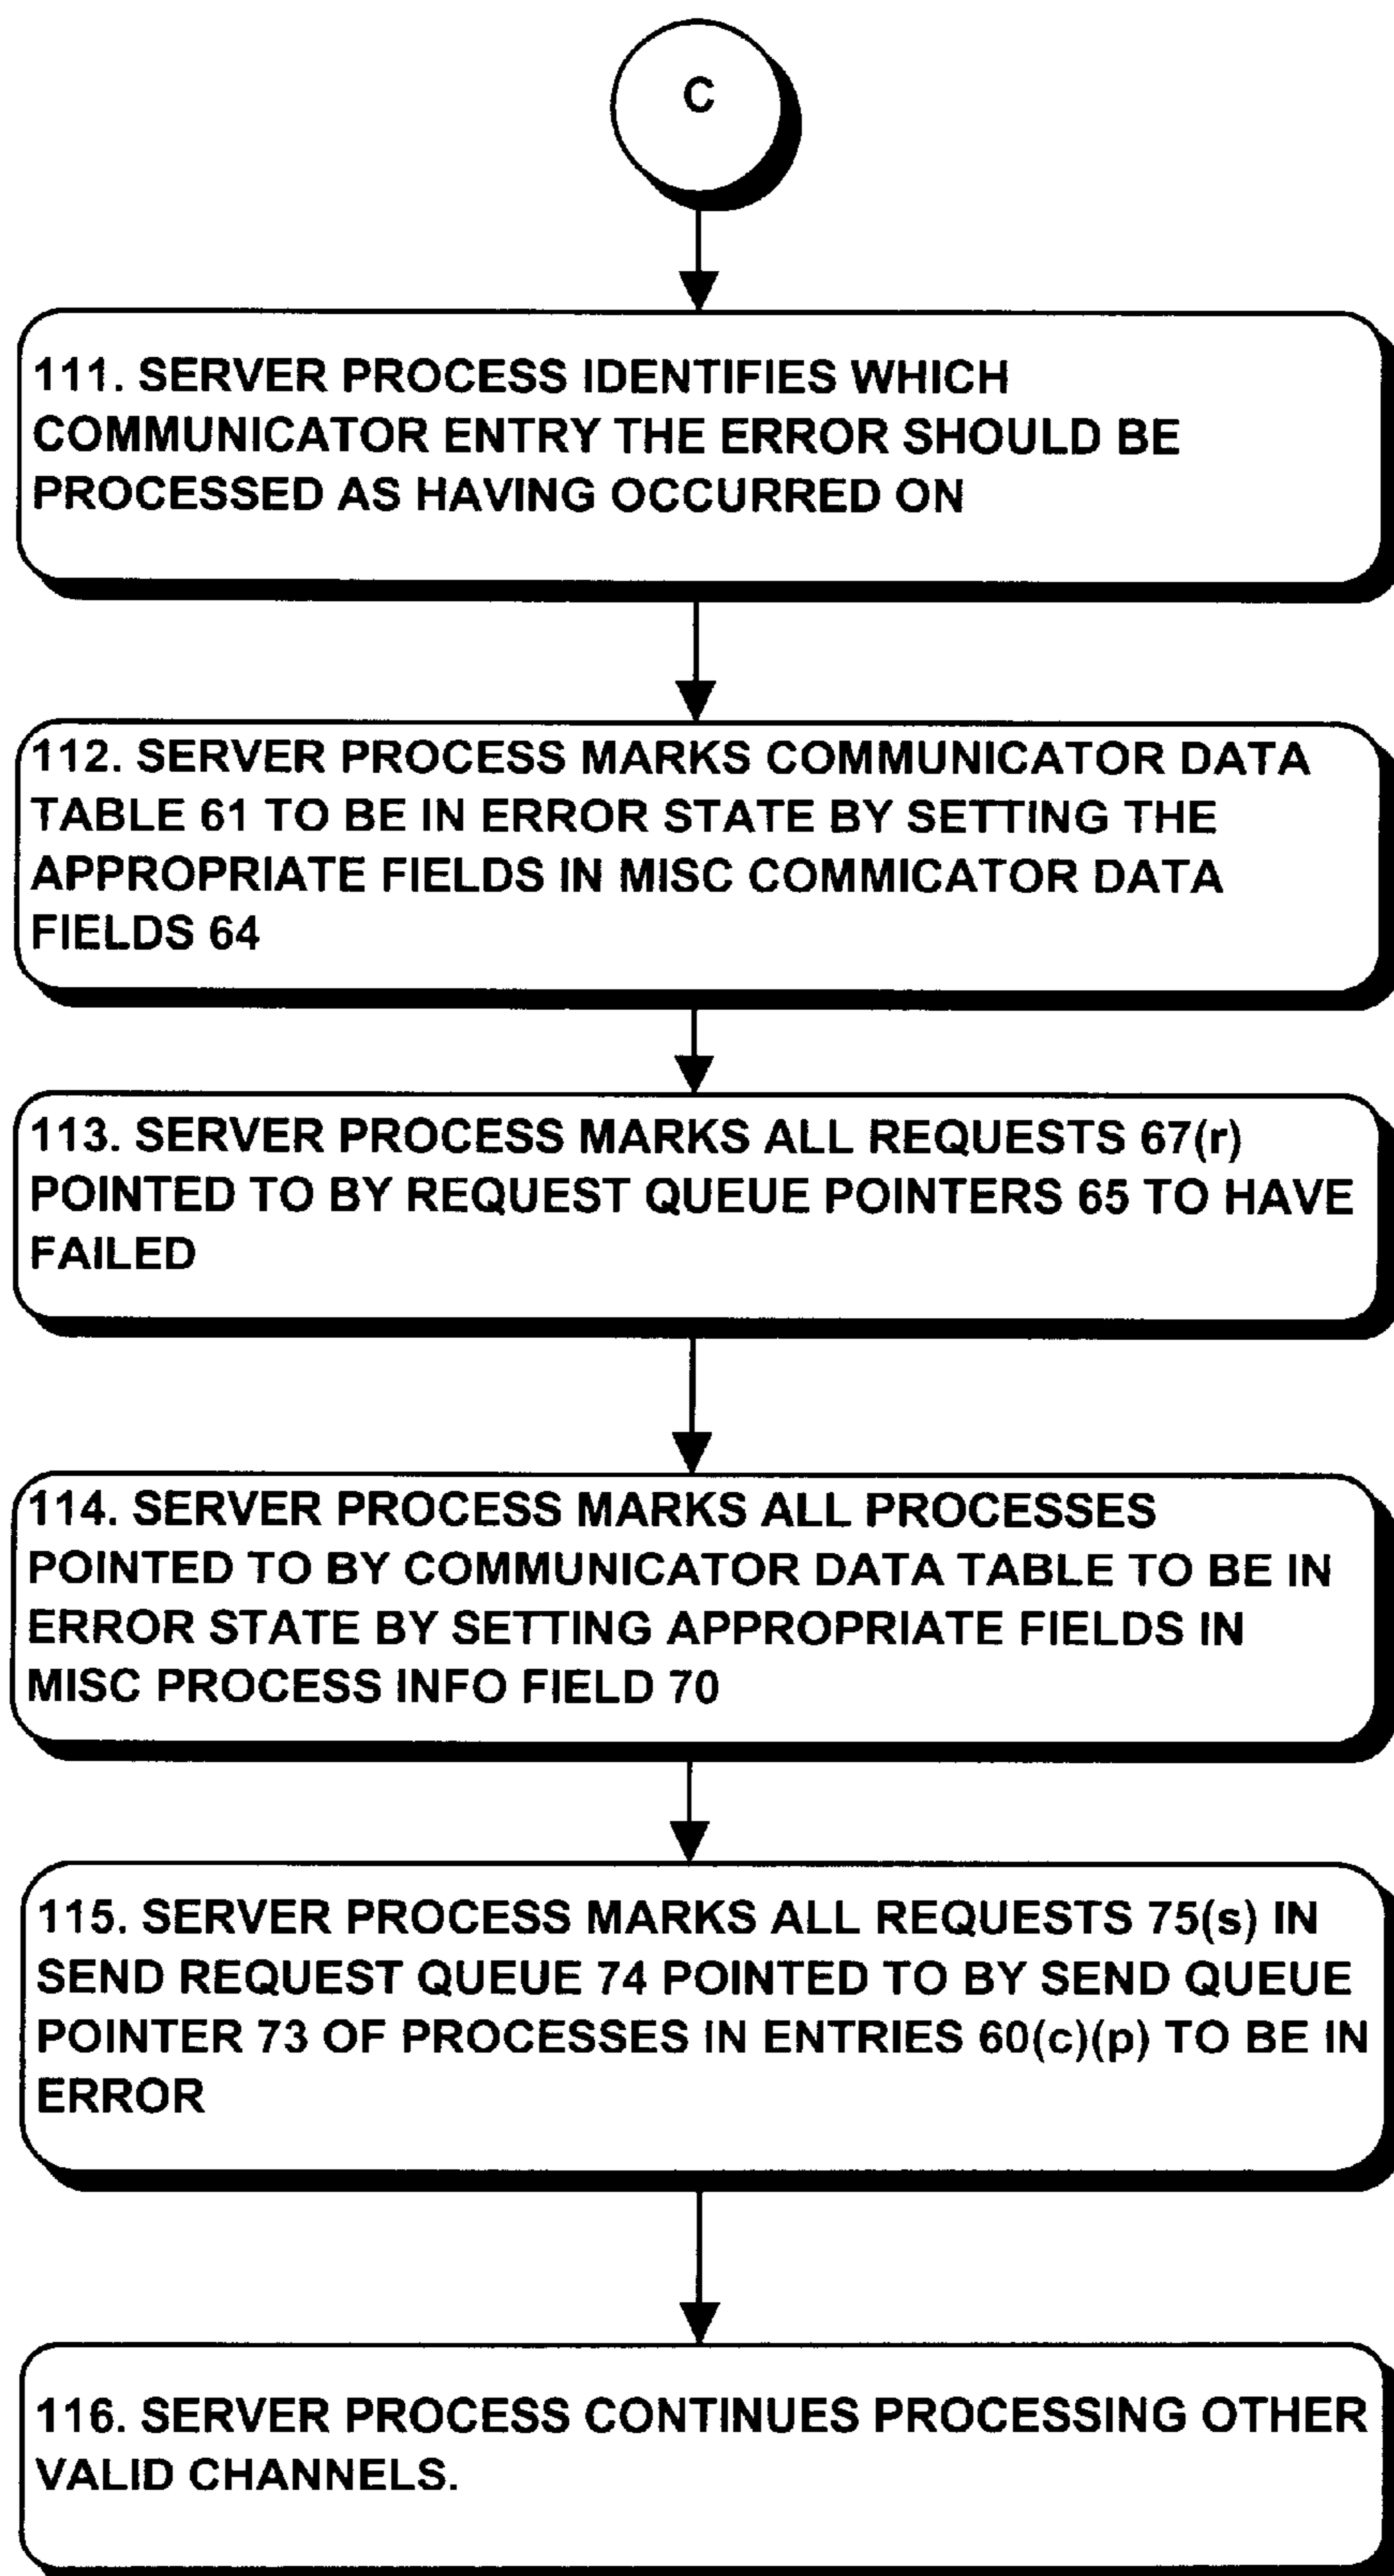 C
111. SERVER PROCESS IDENTIFIES WHICH
COMMUNICATOR ENTRY THE ERROR SHOULD BE
PROCESSED AS HAVING OCCURRED ON
112. SERVER PROCESS MARKS COMMUNICATOR DATA
TABLE 61 TO BE IN ERROR STATE BY SETTING THE
APPROPRIATE FIELDS IN MISC COMMICATOR DATA
FIELDS 64
113. SERVER PROCESS MARKS ALL REQUESTS 67(r)
POINTED TO BY REQUEST QUEUE POINTERS 65 TO HAVE
FAILED
114. SERVER PROCESS MARKS ALL PROCESSES
POINTED TO BY COMMUNICATOR DATA TABLE TO BE IN
ERROR STATE BY SETTING APPROPRIATE FIELDS IN
MISC PROCESS INFO FIELD 70
115. SERVER PROCESS MARKS ALL REQUESTS 75(s) IN
SEND REQUEST QUEUE 74 POINTED TO BY SEND QUEUE
POINTER 73 OF PROCESSES IN ENTRIES 60(c)(p) TO BE IN
ERROR
116. SERVER PROCESS CONTINUES PROCESSING OTHER
VALID CHANNELS.